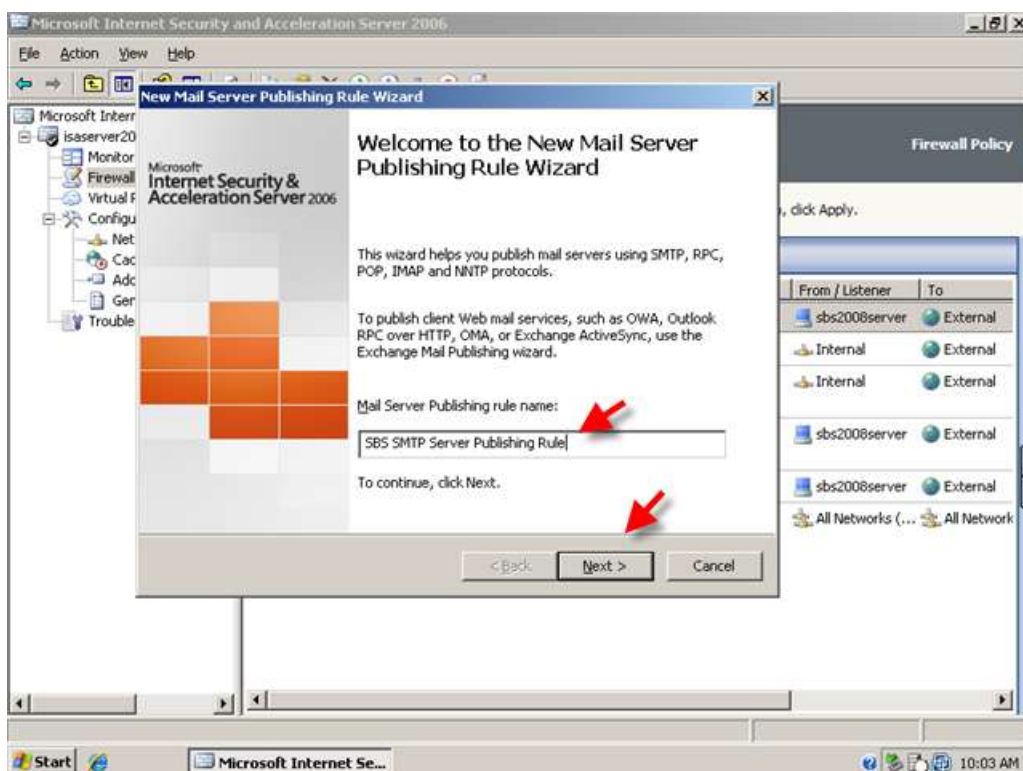 Microsoft Internet Security and Acceleration Server 2006
File Action View Help
New Mail Server Publishing Rule Wizard
Microsoft Interr
isaserver20
Monitor
Firewall
Virtual F
Configu
Net
Cac
Add
Ger
Trouble
Microsoft
Internet Security &
Acceleration Server 2006
Welcome to the New Mail Server
Publishing Rule Wizard
This wizard helps you publish mail servers using SMTP, RPC,
POP, IMAP and NNTP protocols.
To publish client Web mail services, such as OWA, Outlook
RPC over HTTP, OMA, or Exchange ActiveSync, use the
Exchange Mail Publishing wizard.
Mail Server Publishing rule name:
SBS SMTP Server Publishing Rule
To continue, click Next.
< Back Next > Cancel
Firewall Policy
, click Apply.
From / Listener To
sbs2008server External
Internal External
Internal External
sbs2008server External
sbs2008server External
All Networks (... All Network
Start Microsoft Internet Se... 10:03 AM